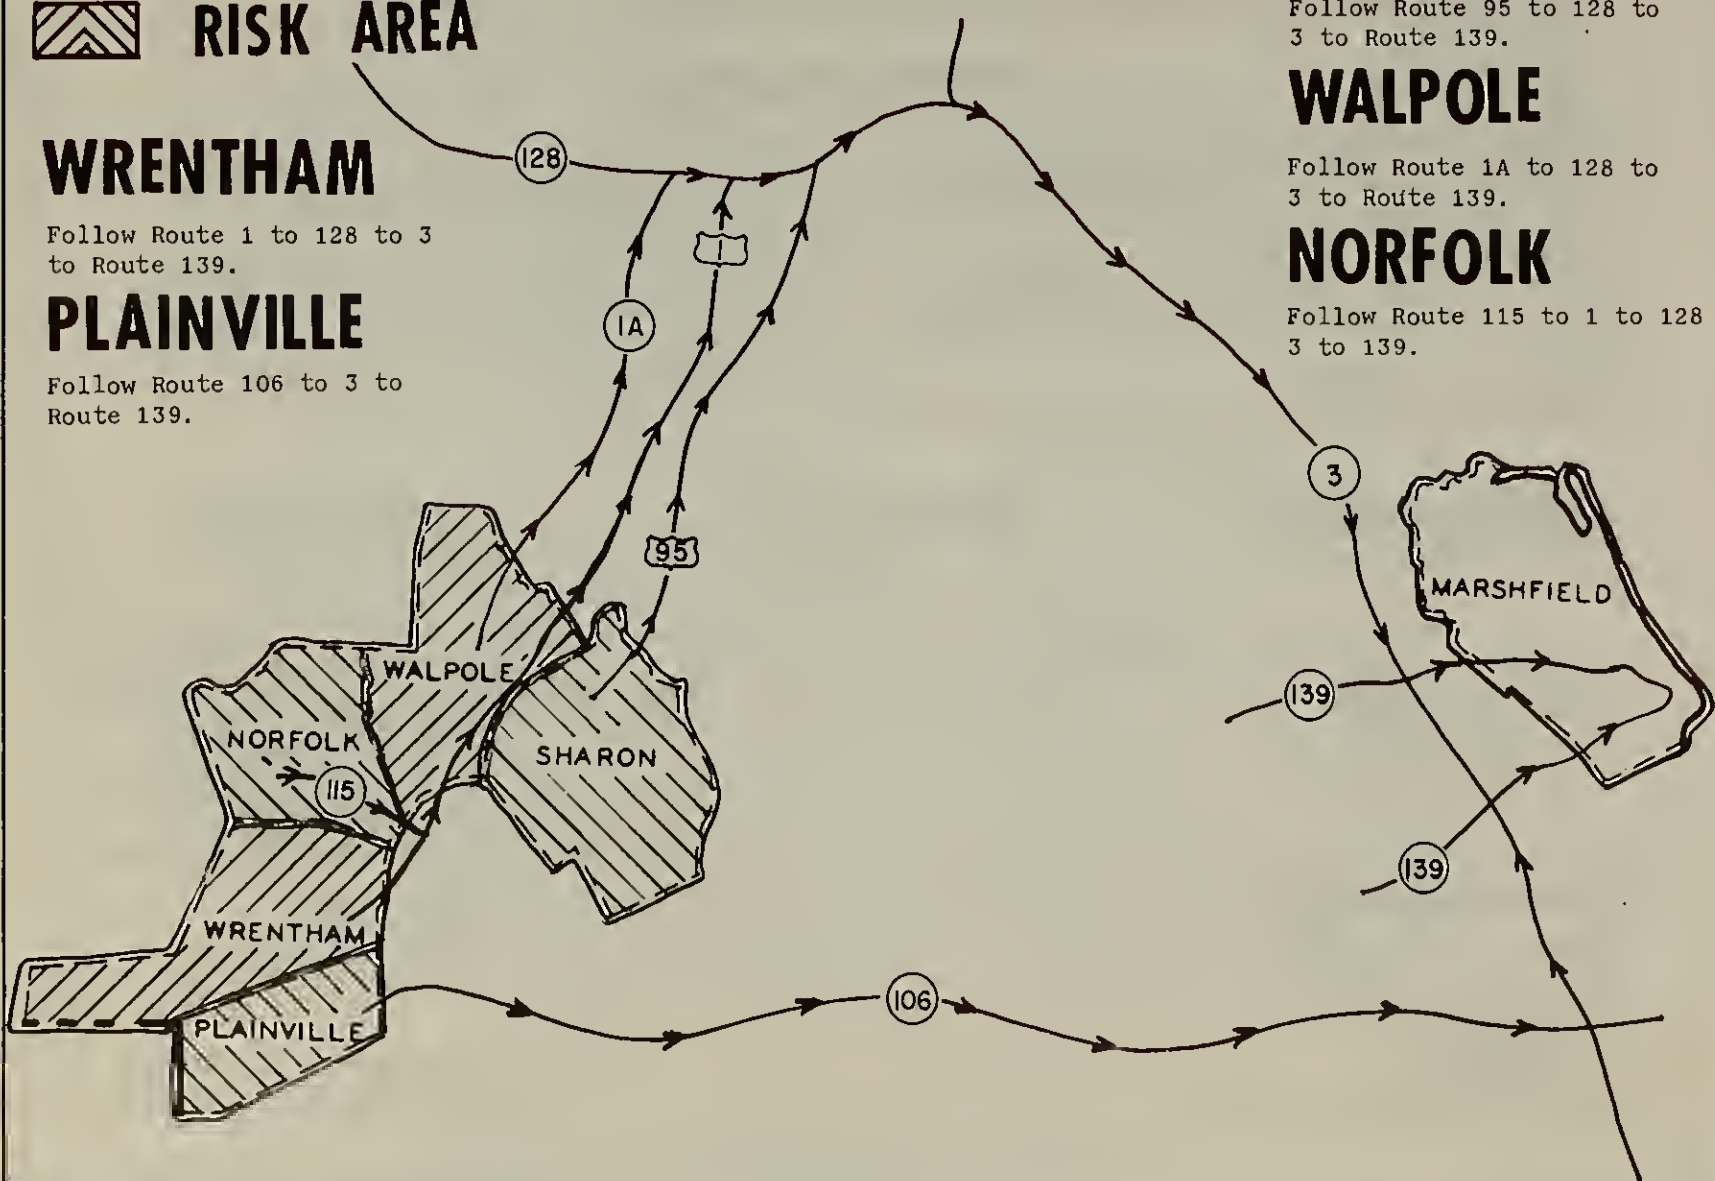 RISK AREA
WRENTHAM
Follow Route 1 to 128 to 3
to Route 139.
PLAINVILLE
Follow Route 106 to 3 to
Route 139.
Follow Route 95 to 128 to
3 to Route 139.
WALPOLE
Follow Route 1A to 128 to
3 to Route 139.
NORFOLK
Follow Route 115 to 1 to 128
3 to 139.
128
1
1A
3
95
MARSHFIELD
WALPOLE
139
NORFOLK
SHARON
115
139
WRENTHAM
106
PLAINVILLE